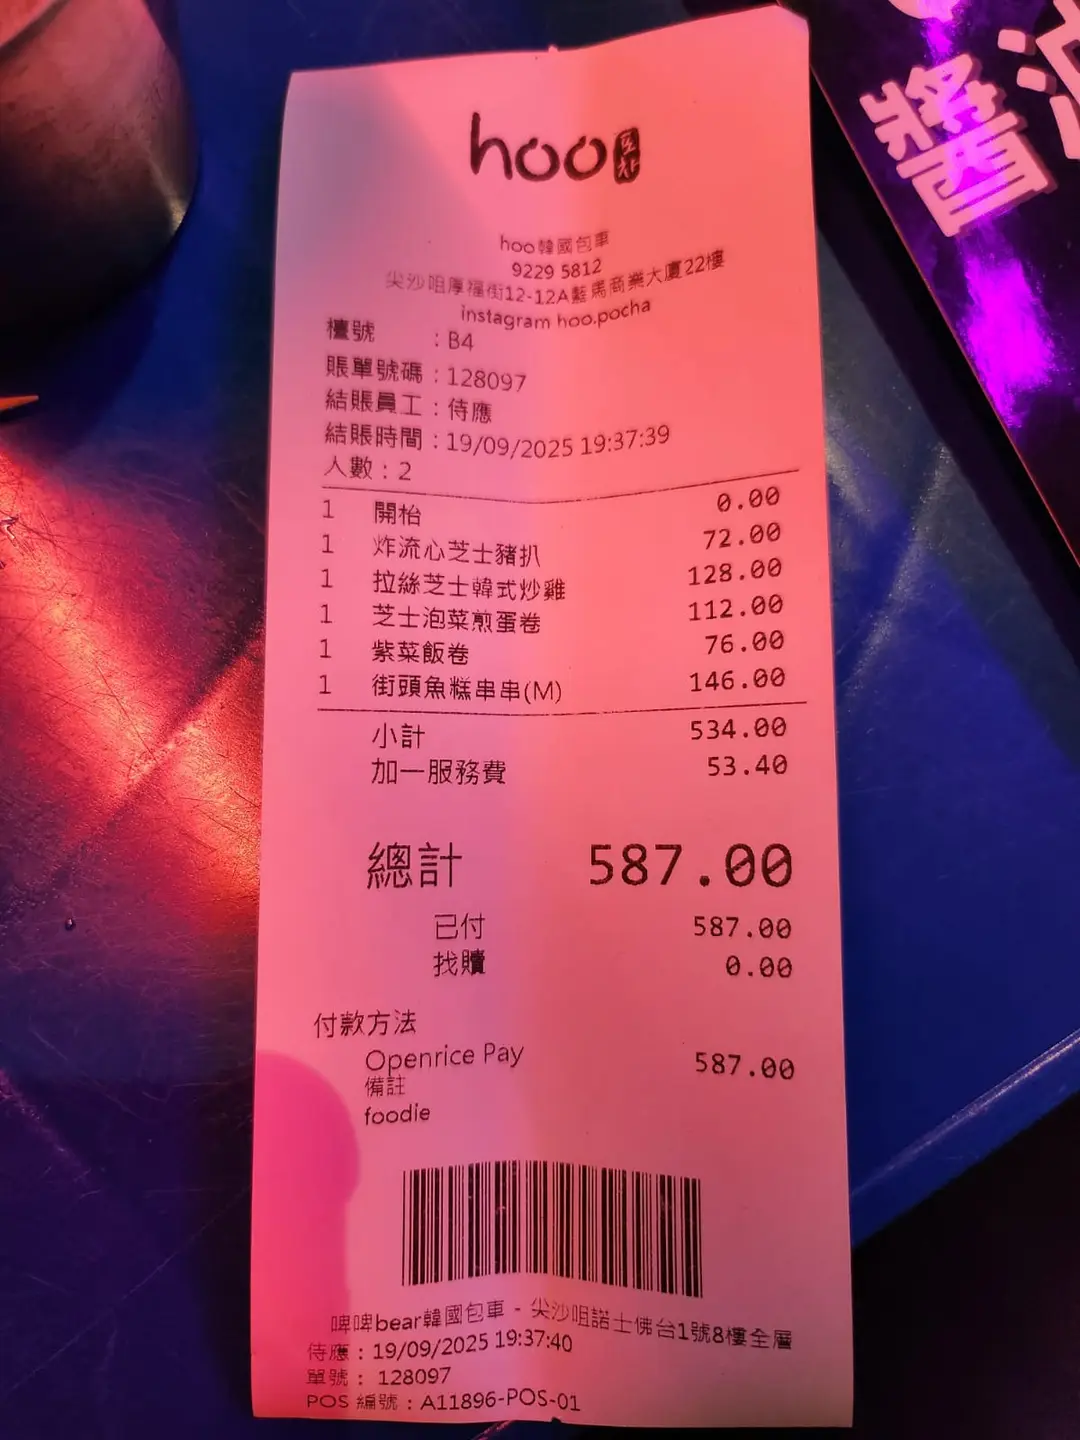 hoo포차
hoo韓國包車
9229 5812
尖沙咀厚福街12-12A藍馬商業大廈22樓
instagram hoo.pocha
檯號 : B4
賬單號碼 : 128097
結賬員工 : 侍應
結賬時間 : 19/09/2025 19:37:39
人數 : 2
1 開枱 0.00
1 炸流心芝士豬扒 72.00
1 拉絲芝士韓式炒雞 128.00
1 芝士泡菜煎蛋卷 112.00
1 紫菜飯卷 76.00
1 街頭魚糕串串(M) 146.00
小計 534.00
加一服務費 53.40
總計 587.00
已付 587.00
找贖 0.00
付款方法
Openrice Pay 587.00
備註
foodie
啤啤bear韓國包車 - 尖沙咀諾士佛台1號8樓全層
侍應 : 19/09/2025 19:37:40
單號 : 128097
POS 編號 : A11896-POS-01
醬